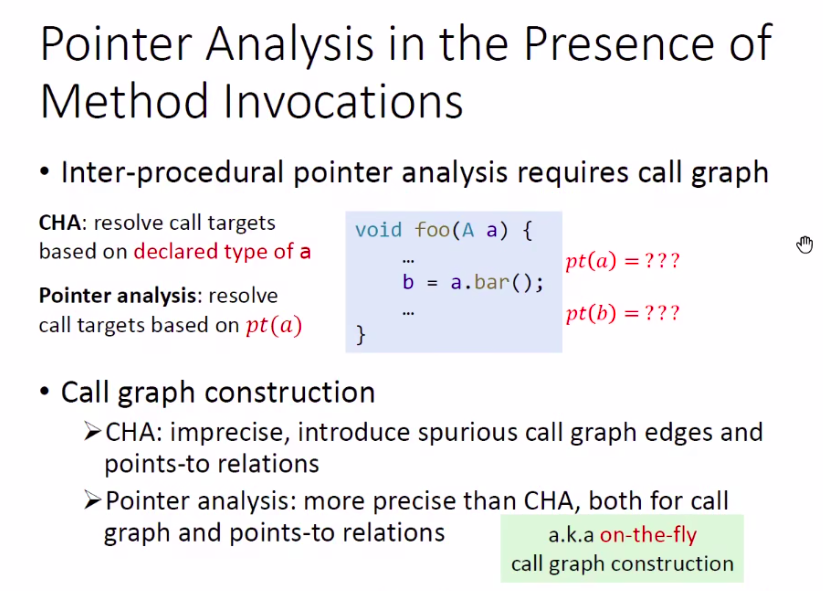 Pointer Analysis in the Presence of
Method Invocations
• Inter-procedural pointer analysis requires call graph
CHA: resolve call targets
based on declared type of a
Pointer analysis: resolve
call targets based on pt(a)
void foo(A a) {
…
b = a.bar();
…
}
pt(a) = ???
pt(b) = ???
• Call graph construction
➢CHA: imprecise, introduce spurious call graph edges and
points-to relations
➢Pointer analysis: more precise than CHA, both for call
graph and points-to relations
a.k.a on-the-fly
call graph construction